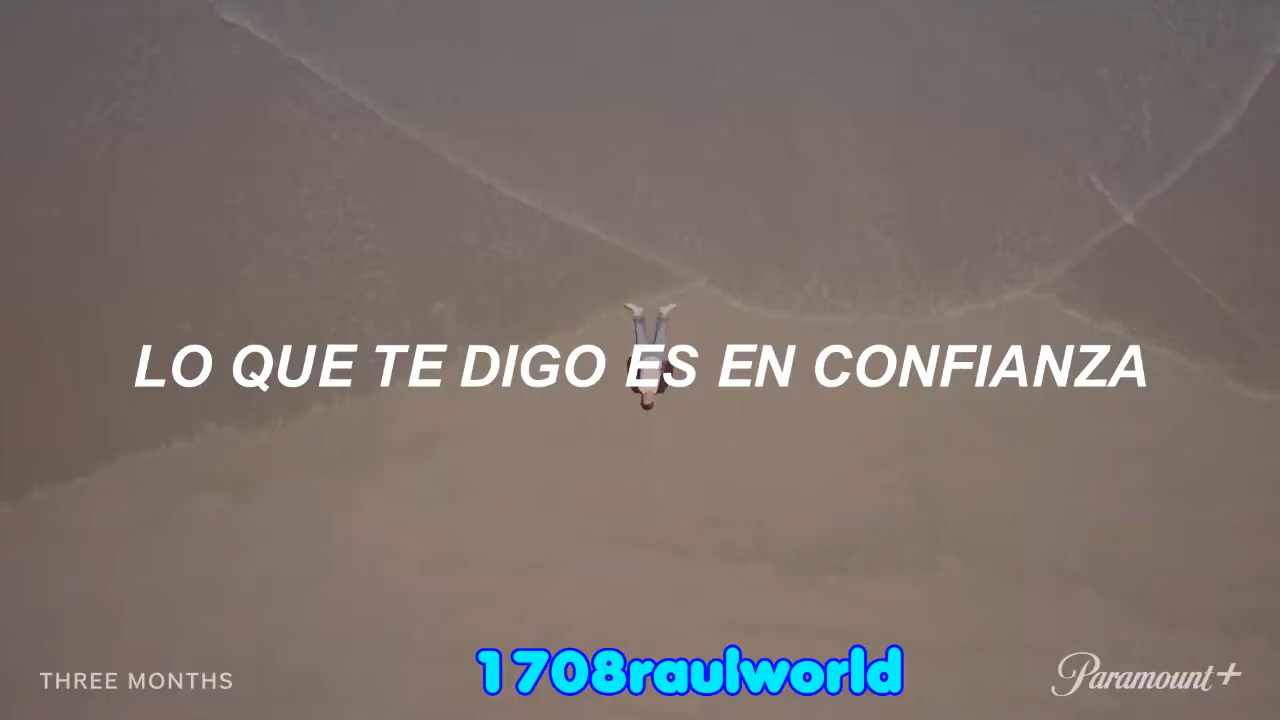 LO QUE TE DIGO ES EN CONFIANZA
THREE MONTHS
1708raulworld
Paramount+